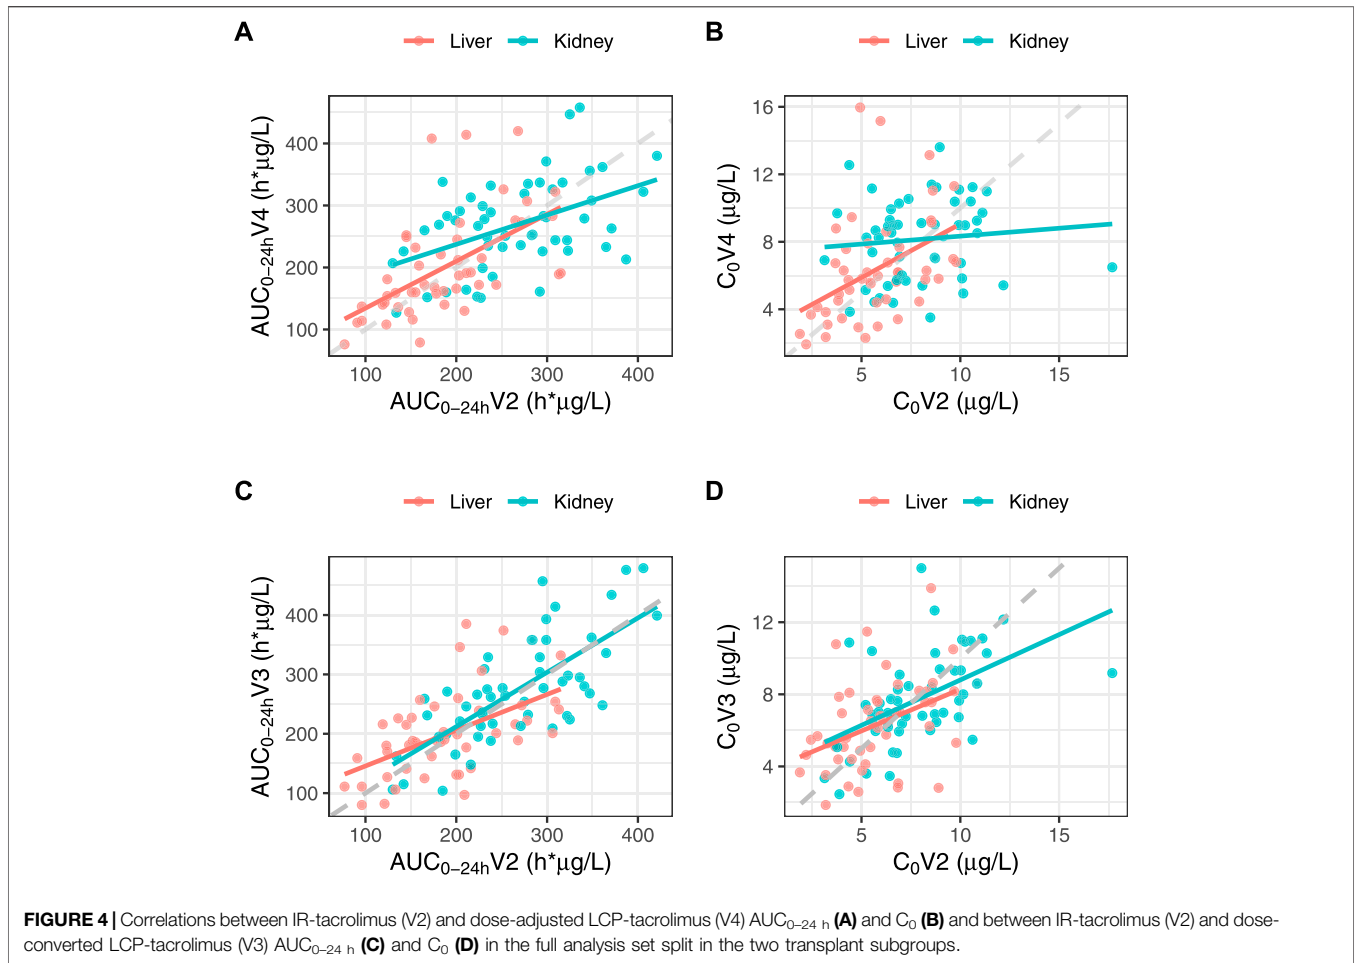 A
Liver Kidney
AUC0–24hV4 (h*µg/L)
400
300
200
100
100 200 300 400
AUC0–24hV2 (h*µg/L)
B
Liver Kidney
C0V4 (µg/L)
16
12
8
4
5 10 15
C0V2 (µg/L)
C
Liver Kidney
AUC0–24hV3 (h*µg/L)
400
300
200
100
100 200 300 400
AUC0–24hV2 (h*µg/L)
D
Liver Kidney
C0V3 (µg/L)
12
8
4
5 10 15
C0V2 (µg/L)
FIGURE 4 | Correlations between IR-tacrolimus (V2) and dose-adjusted LCP-tacrolimus (V4) AUC0–24 h (A) and C0 (B) and between IR-tacrolimus (V2) and dose-
converted LCP-tacrolimus (V3) AUC0–24 h (C) and C0 (D) in the full analysis set split in the two transplant subgroups.